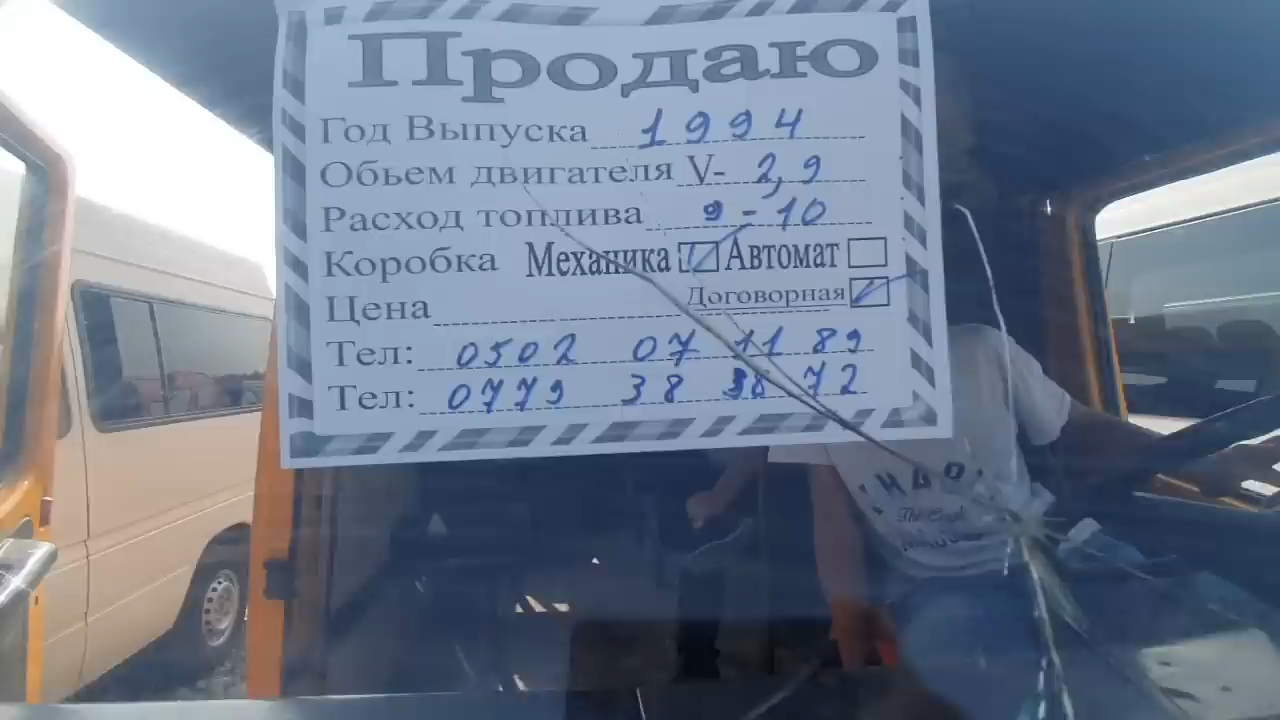 Продаю
Год Выпуска 1994
Обьем двигателя V- 2,9
Расход топлива 9-10
Коробка Механика Автомат
Цена Договорная
Тел: 0502 07 11 89
Тел: 0779 38 38 72
The